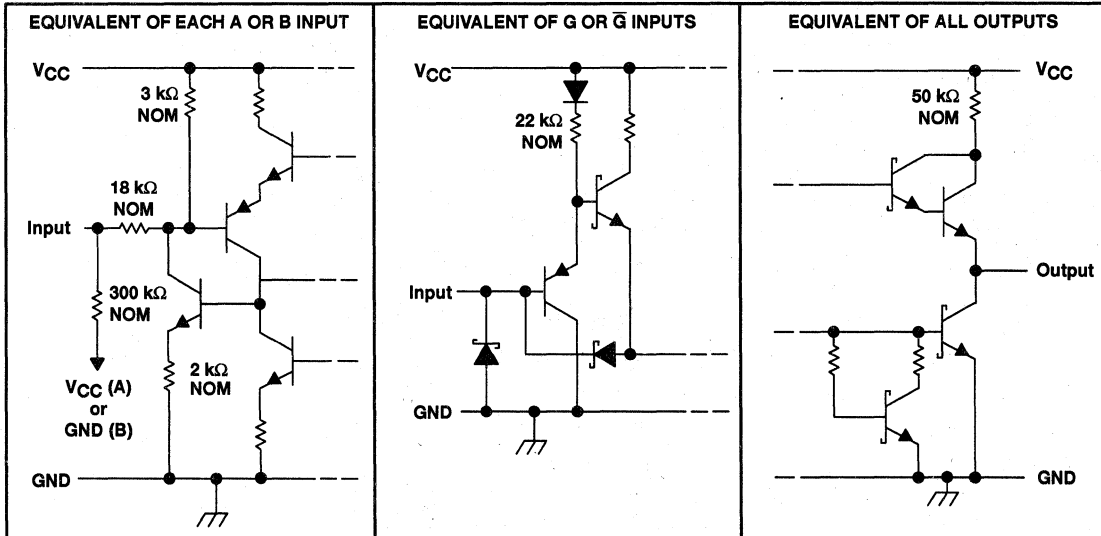 EQUIVALENT OF EACH A OR B INPUT
VCC
3 kΩ
NOM
18 kΩ
NOM
Input
300 kΩ
NOM
2 kΩ
NOM
VCC (A)
or
GND (B)
GND
EQUIVALENT OF G OR G̅ INPUTS
VCC
22 kΩ
NOM
Input
GND
EQUIVALENT OF ALL OUTPUTS
VCC
50 kΩ
NOM
Output
GND